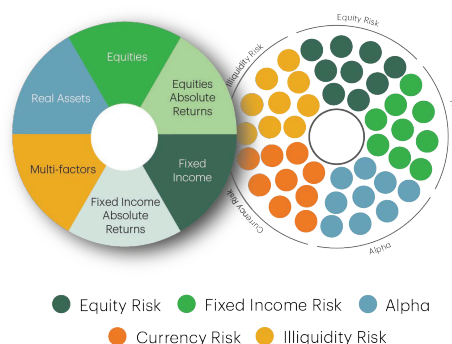 Equities
Equities
Absolute
Returns
Fixed
Income
Fixed Income
Absolute
Returns
Multi-factors
Real Assets
Equity Risk
Alpha
Currency Risk
Illiquidity Risk
Equity Risk
Fixed Income Risk
Alpha
Currency Risk
Illiquidity Risk